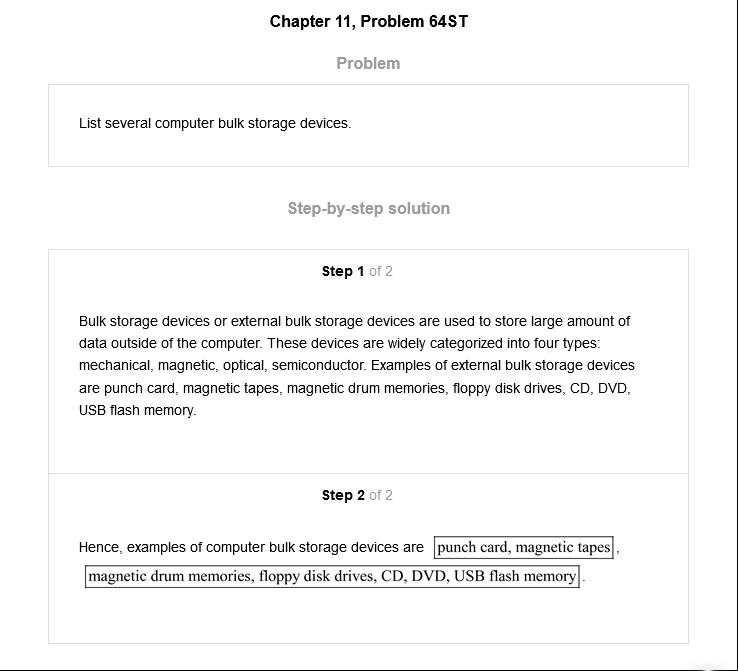 Chapter 11, Problem 64ST
Problem
List several computer bulk storage devices.
Step-by-step solution
Step 1 of 2
Bulk storage devices or external bulk storage devices are used to store large amount of
data outside of the computer. These devices are widely categorized into four types:
mechanical, magnetic, optical, semiconductor. Examples of external bulk storage devices
are punch card, magnetic tapes, magnetic drum memories, floppy disk drives, CD, DVD,
USB flash memory.
Step 2 of 2
Hence, examples of computer bulk storage devices are punch card, magnetic tapes,
magnetic drum memories, floppy disk drives, CD, DVD, USB flash memory.